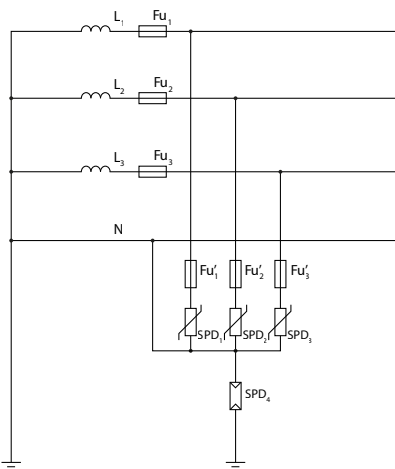 L₁ Fu₁
L₂ Fu₂
L₃ Fu₃
N
Fu'₁ Fu'₂ Fu'₃
SPD₁ SPD₂ SPD₃
SPD₄